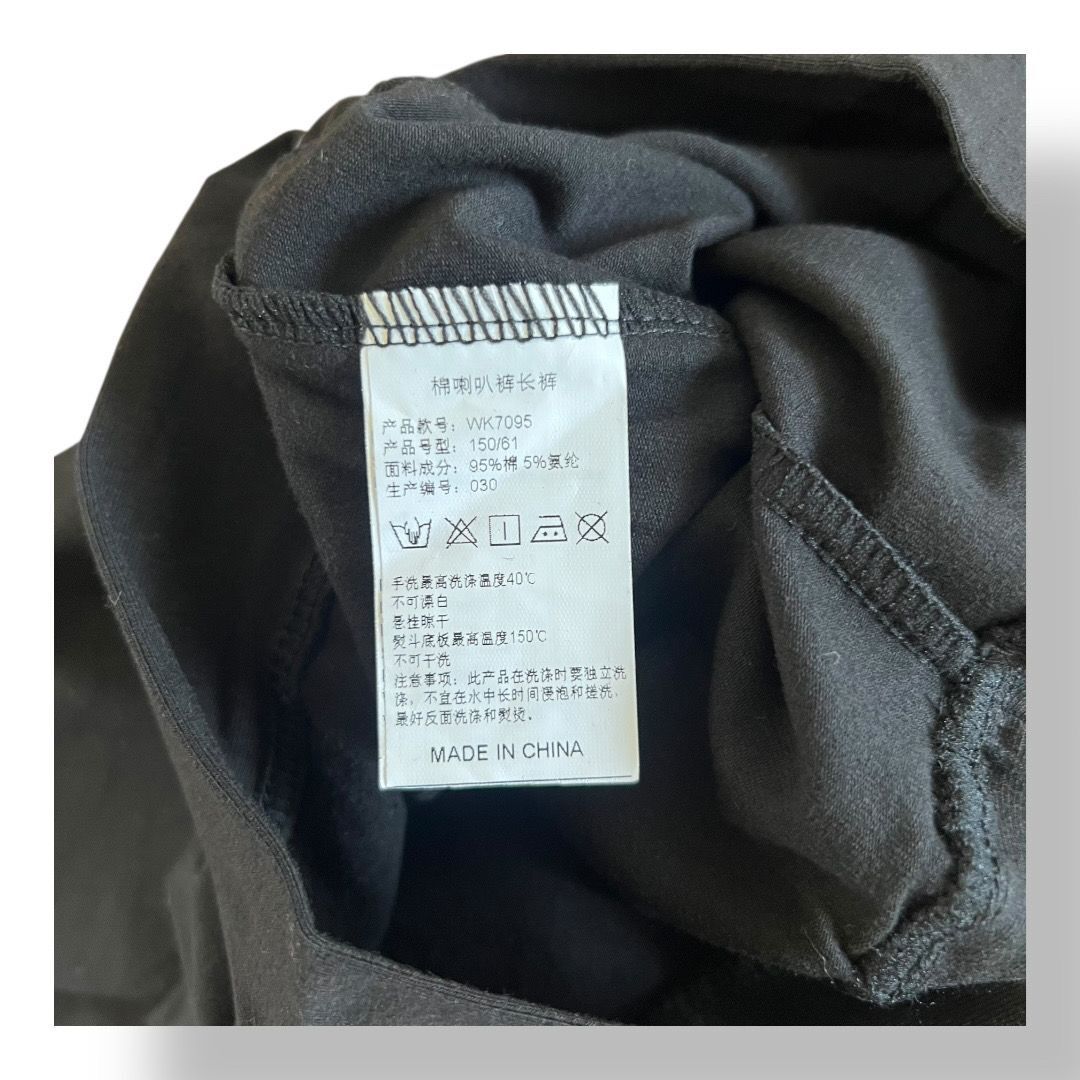 棉喇叭裤长裤
产品款号：WK7095
产品号型：150/61
面料成分：95%棉 5%氨纶
生产编号：030
手洗最高洗涤温度40℃
不可漂白
悬挂晾干
熨斗底板最高温度150℃
不可干洗
注意事项：此产品在洗涤时要独立洗
涤，不宜在水中长时间浸泡和搓洗，
最好反面洗涤和熨烫。
MADE IN CHINA